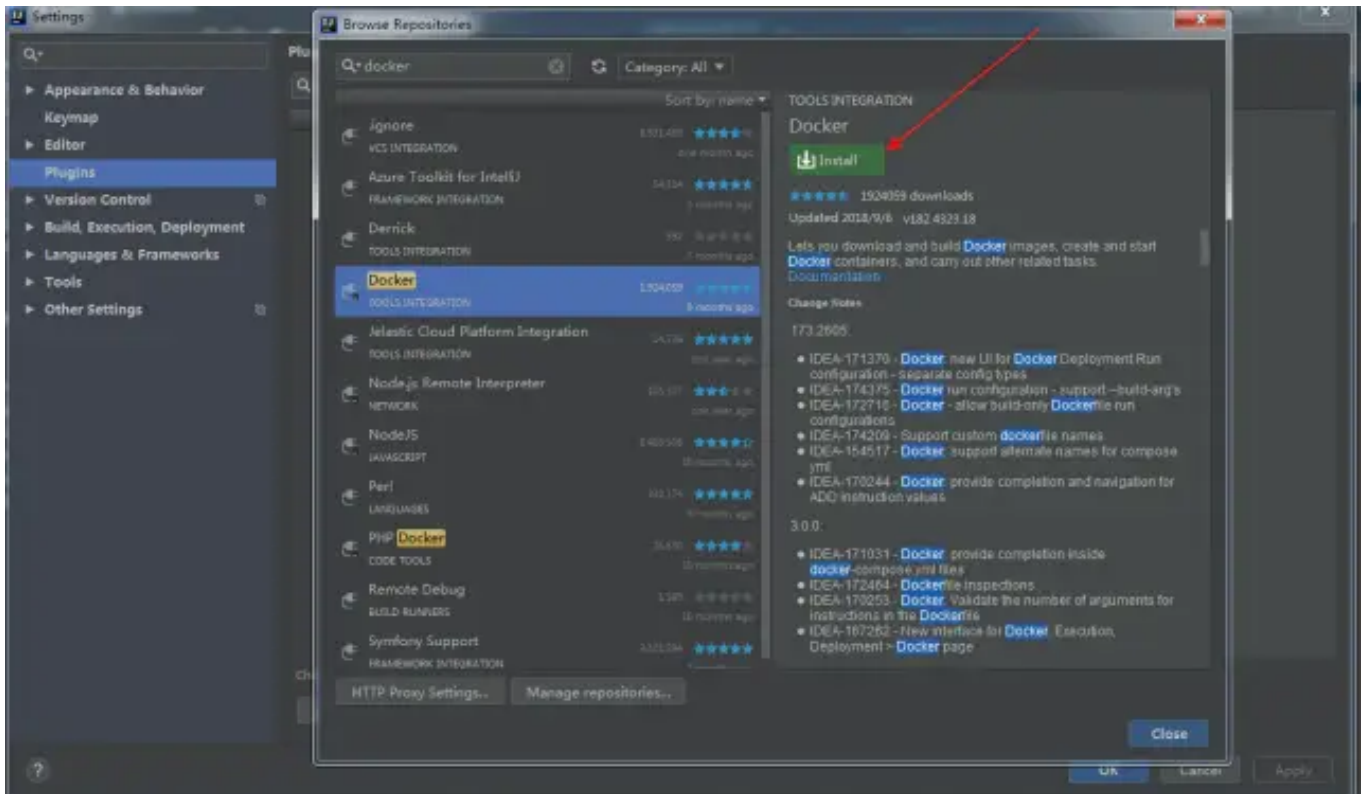 Settings
Browse Repositories
Plu
docker
Category: All
Appearance & Behavior
Keymap
Editor
Plugins
Version Control
Build, Execution, Deployment
Languages & Frameworks
Tools
Other Settings
Sort by: name
.ignore
VCS INTEGRATION
one month ago
Azure Toolkit for IntelliJ
FRAMEWORK INTEGRATION
Derrick
TOOLS INTEGRATION
Docker
TOOLS INTEGRATION
1924059
6 months ago
Jelastic Cloud Platform Integration
TOOLS INTEGRATION
Node.js Remote Interpreter
NETWORK
NodeJS
JAVASCRIPT
Perl
LANGUAGES
PHP Docker
CODE TOOLS
Remote Debug
BUILD RUNNERS
Symfony Support
FRAMEWORK INTEGRATION
TOOLS INTEGRATION
Docker
Install
1924059 downloads
Updated 2018/9/6 v182.4323.18
Lets you download and build Docker images, create and start
Docker containers, and carry out other related tasks.
Documentation
Change Notes
173.2605:
IDEA-171370 - Docker: new UI for Docker Deployment Run
configuration - separate config types
IDEA-174375 - Docker run configuration - support --build-arg's
IDEA-172718 - Docker - allow build-only Dockerfile run
configurations
IDEA-174209 - Support custom dockerfile names
IDEA-154517 - Docker: support alternate names for compose
yml
IDEA-170244 - Docker: provide completion and navigation for
ADD instruction values
3.0.0:
IDEA-171031 - Docker: provide completion inside
docker-compose.yml files
IDEA-172464 - Dockerfile inspections
IDEA-170253 - Docker: Validate the number of arguments for
instructions in the Dockerfile
IDEA-167262 - New interface for Docker. Execution,
Deployment > Docker page
HTTP Proxy Settings...
Manage repositories...
Close
?
OK
Cancel
Apply